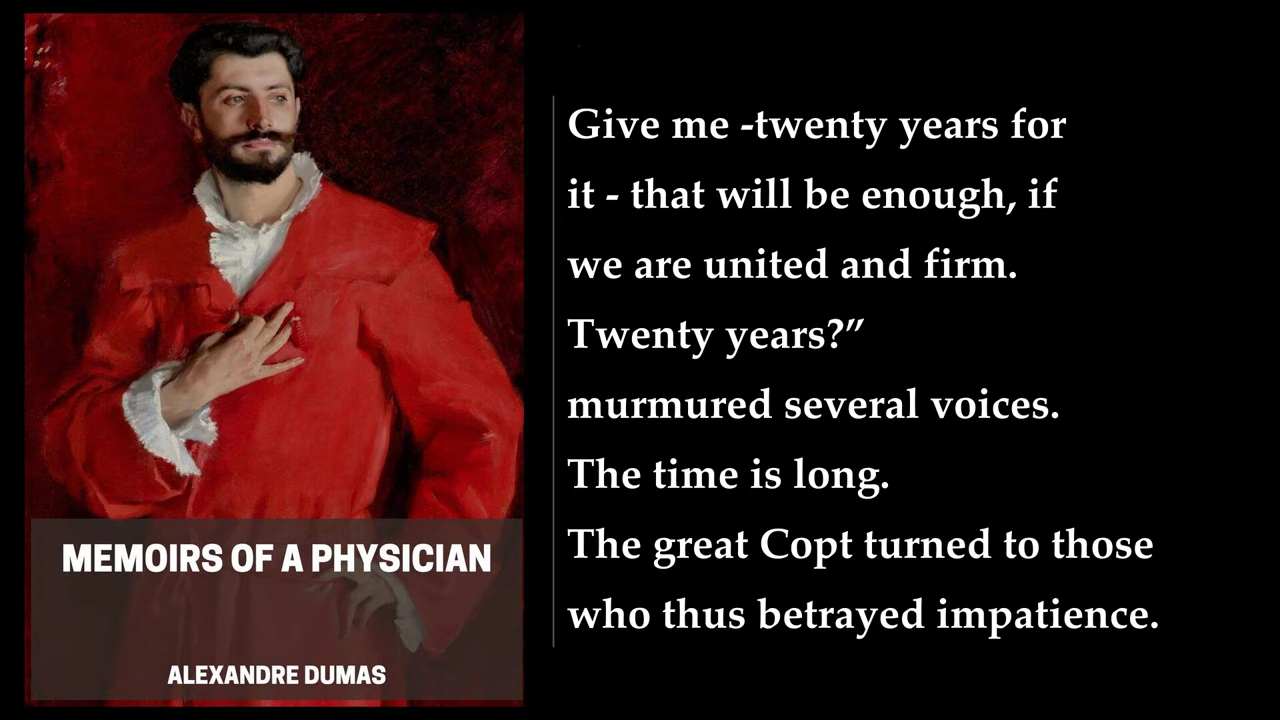 MEMOIRS OF A PHYSICIAN
ALEXANDRE DUMAS
Give me -twenty years for
it - that will be enough, if
we are united and firm.
Twenty years?”
murmured several voices.
The time is long.
The great Copt turned to those
who thus betrayed impatience.